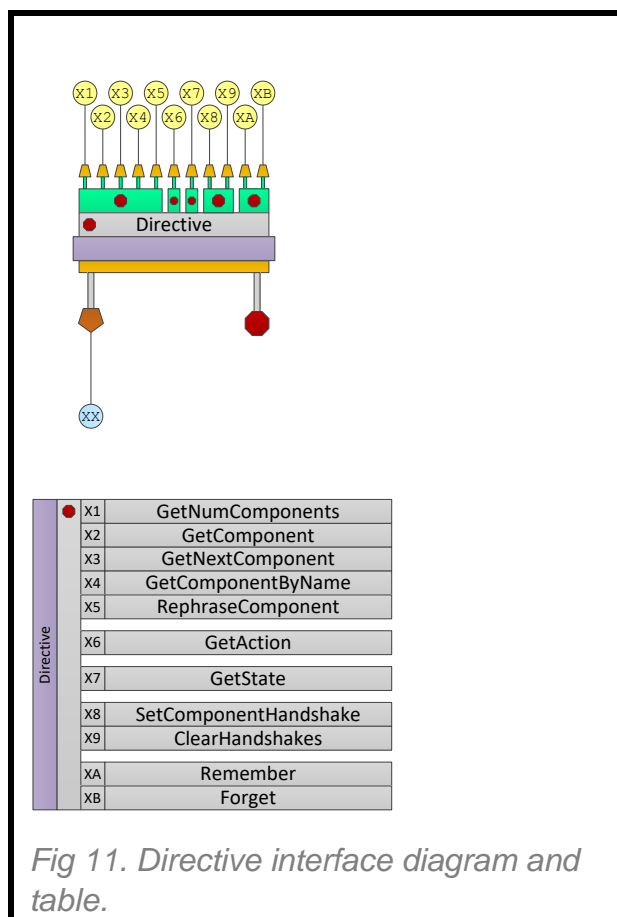 X1 X3 X5 X7 X9 XB
X2 X4 X6 X8 XA
Directive
XX
Directive
X1 GetNumComponents
X2 GetComponent
X3 GetNextComponent
X4 GetComponentByName
X5 RephraseComponent
X6 GetAction
X7 GetState
X8 SetComponentHandshake
X9 ClearHandshakes
XA Remember
XB Forget
Fig 11. Directive interface diagram and
table.